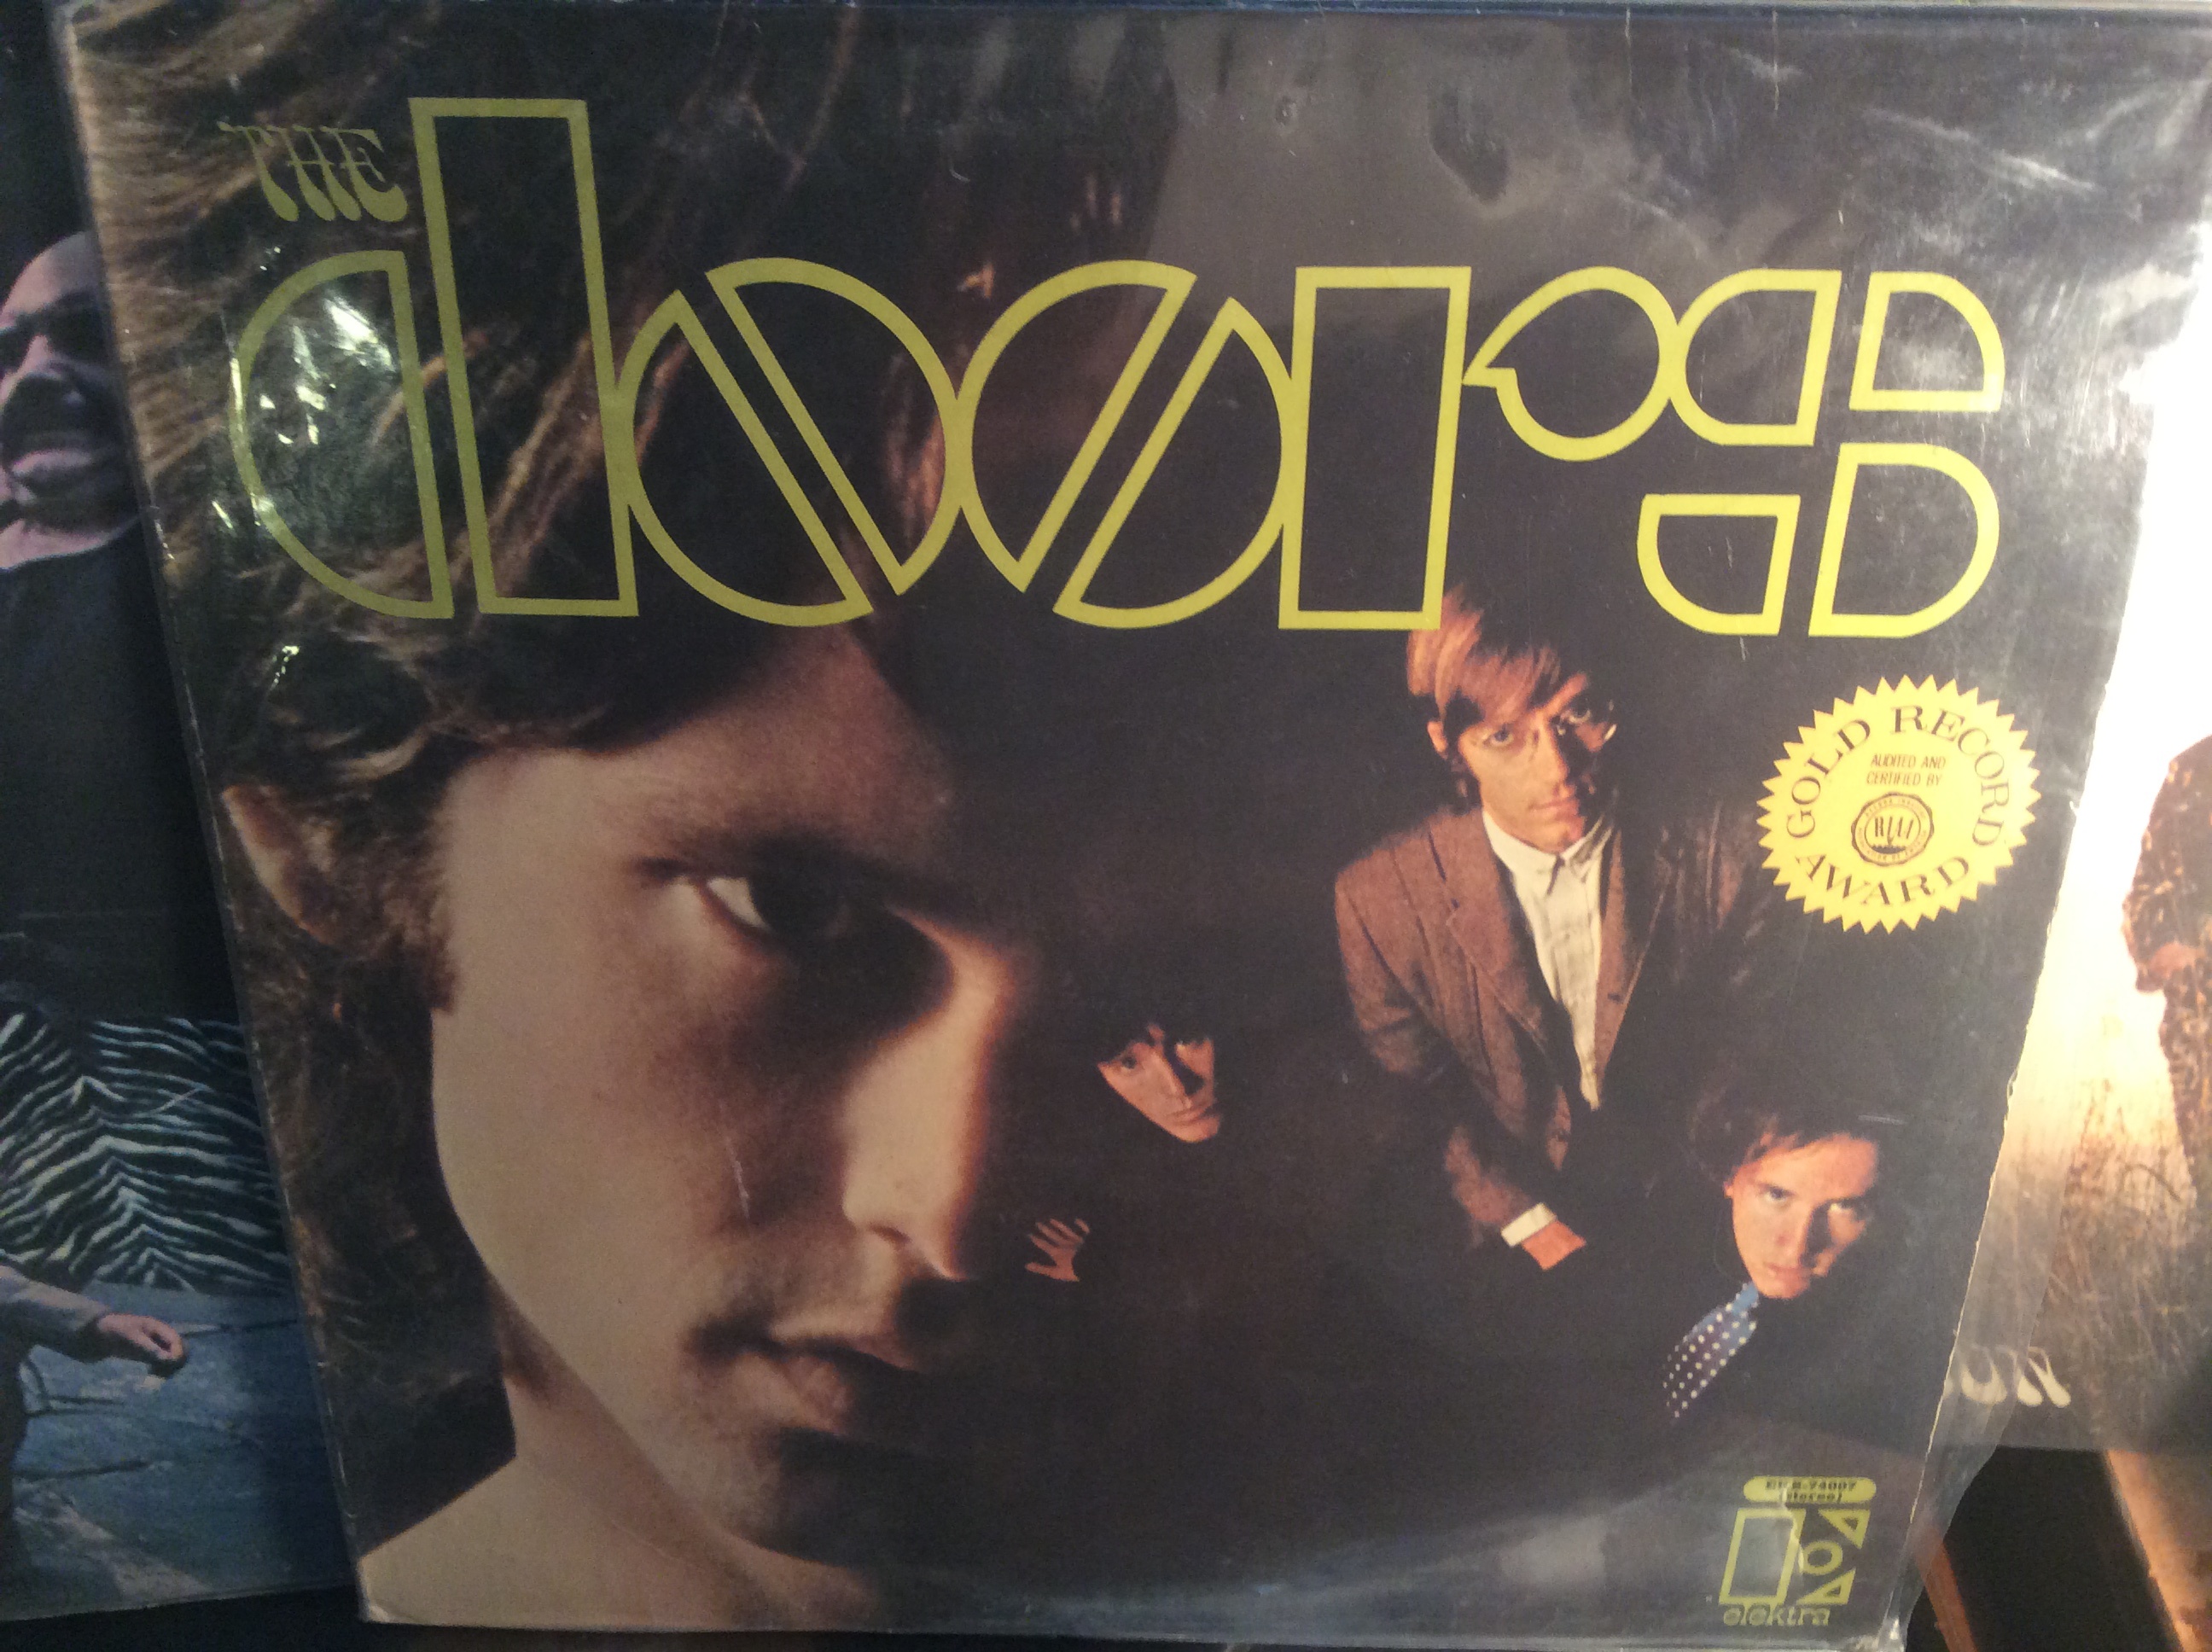 THE
doors
GOLD RECORD
AUDITED AND
CERTIFIED BY
RIAA
AWARD
EKS-74007
(stereo)
elektra